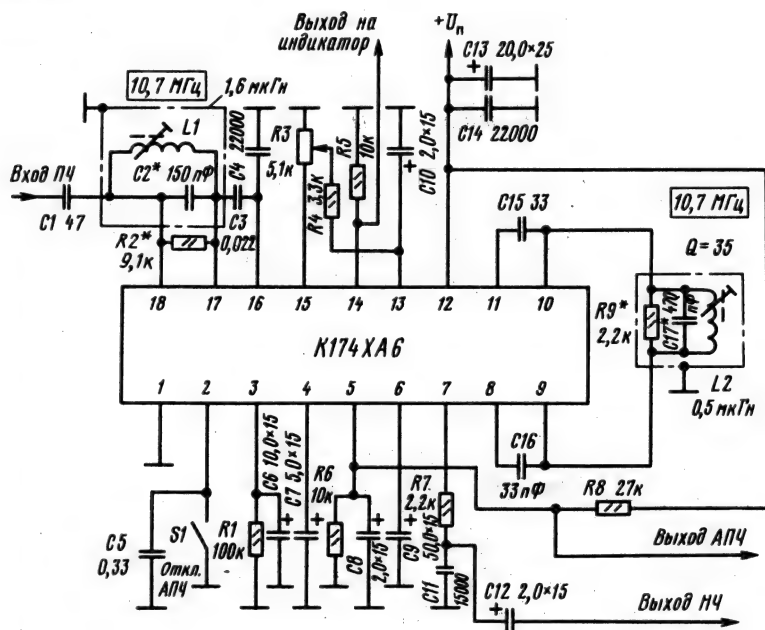 Выход на
индикатор
+Uп
C13 20,0×25
C14 22000
10,7 МГц
1,6 мкГн
L1
C2* 150 пФ
Вход ПЧ
C1 47
R2*
9,1к
C4
22000
C3
0,022
R3
5,1к
R4 3,3к
R5
10к
C10 2,0×15
C15 33
10,7 МГц
Q = 35
R9*
2,2к
C17* 470
пФ
L2
0,5 мкГн
18
17
16
15
14
13
12
11
10
К174ХА6
1
2
3
4
5
6
7
8
9
C5
0,33
S1
Откл.
АПЧ
R1
100к
C6 10,0×15
C7 5,0×15
R6
10к
C8
2,0×15
C9
50,0×15
R7
2,2к
C11
15000
C16
33пФ
R8 27к
Выход АПЧ
C12 2,0×15
Выход НЧ